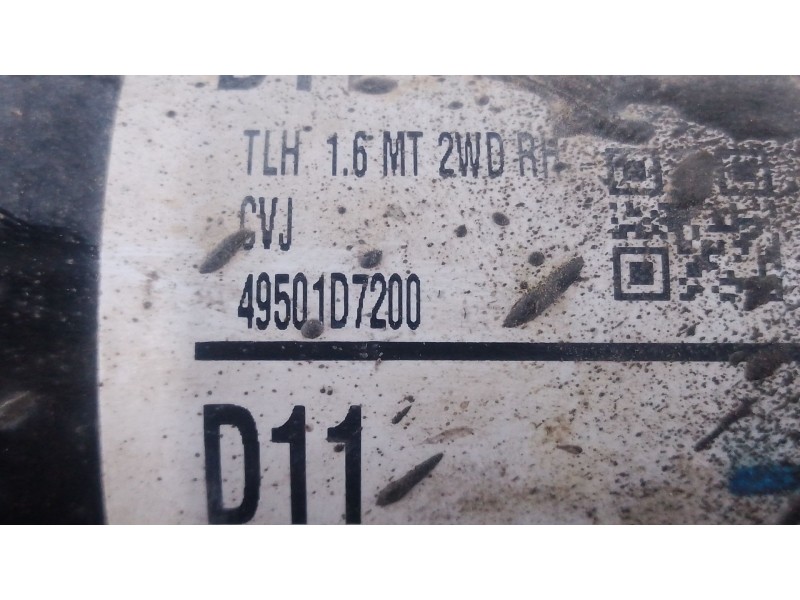 TLH 1.6 MT 2WD RH
CVJ
49501D7200
D11